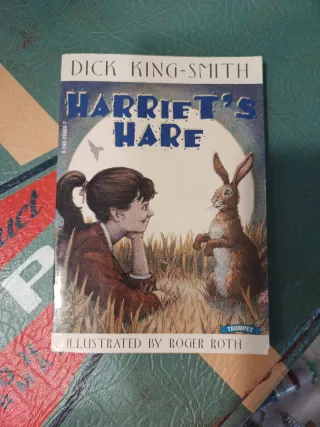 DICK KING-SMITH
HARRIET'S
HARE
TRUMPET
ILLUSTRATED BY ROGER ROTH